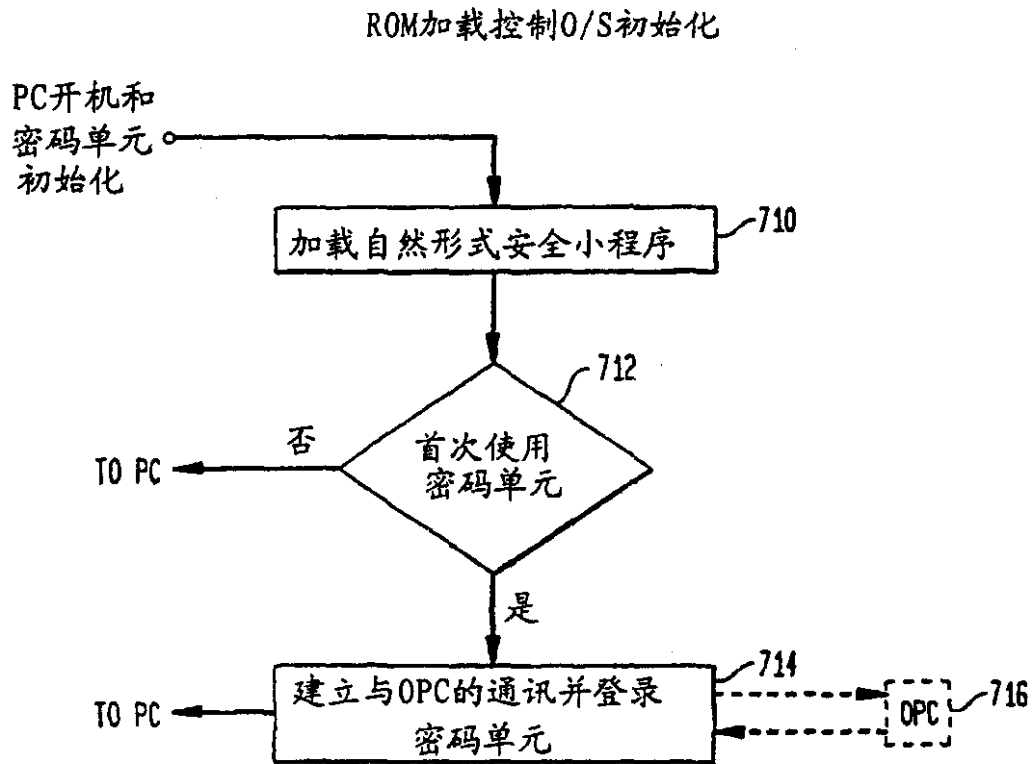 ROM加载控制O/S初始化
PC开机和
密码单元
初始化
加载自然形式安全小程序
710
712
首次使用
密码单元
否
TO PC
是
714
建立与OPC的通讯并登录
密码单元
TO PC
OPC
716